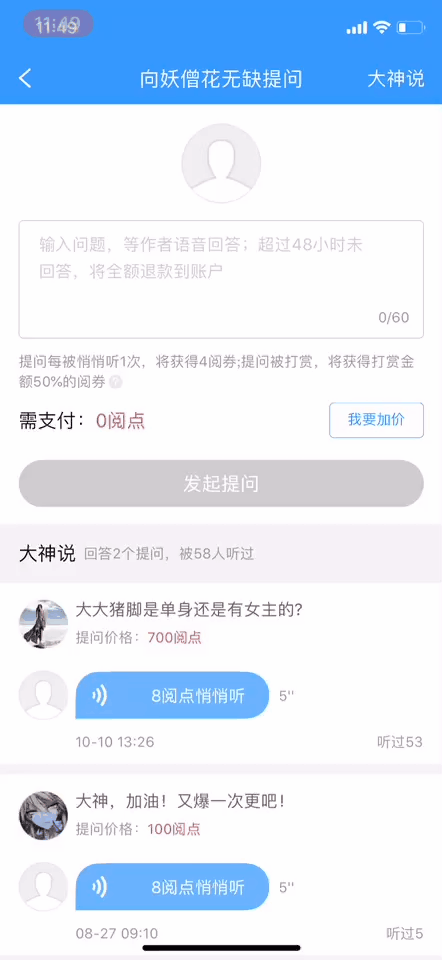 11:49
向妖僧花无缺提问
大神说
输入问题，等作者语音回答；超过48小时未
回答，将全额退款到账户
0/60
提问每被悄悄听1次，将获得4阅券;提问被打赏，将获得打赏金
额50%的阅券
需支付：0阅点
我要加价
发起提问
大神说 回答2个提问，被58人听过
大大猪脚是单身还是有女主的？
提问价格：700阅点
8阅点悄悄听 5''
10-10 13:26 听过53
大神，加油！又爆一次更吧！
提问价格：100阅点
8阅点悄悄听 5''
08-27 09:10 听过5